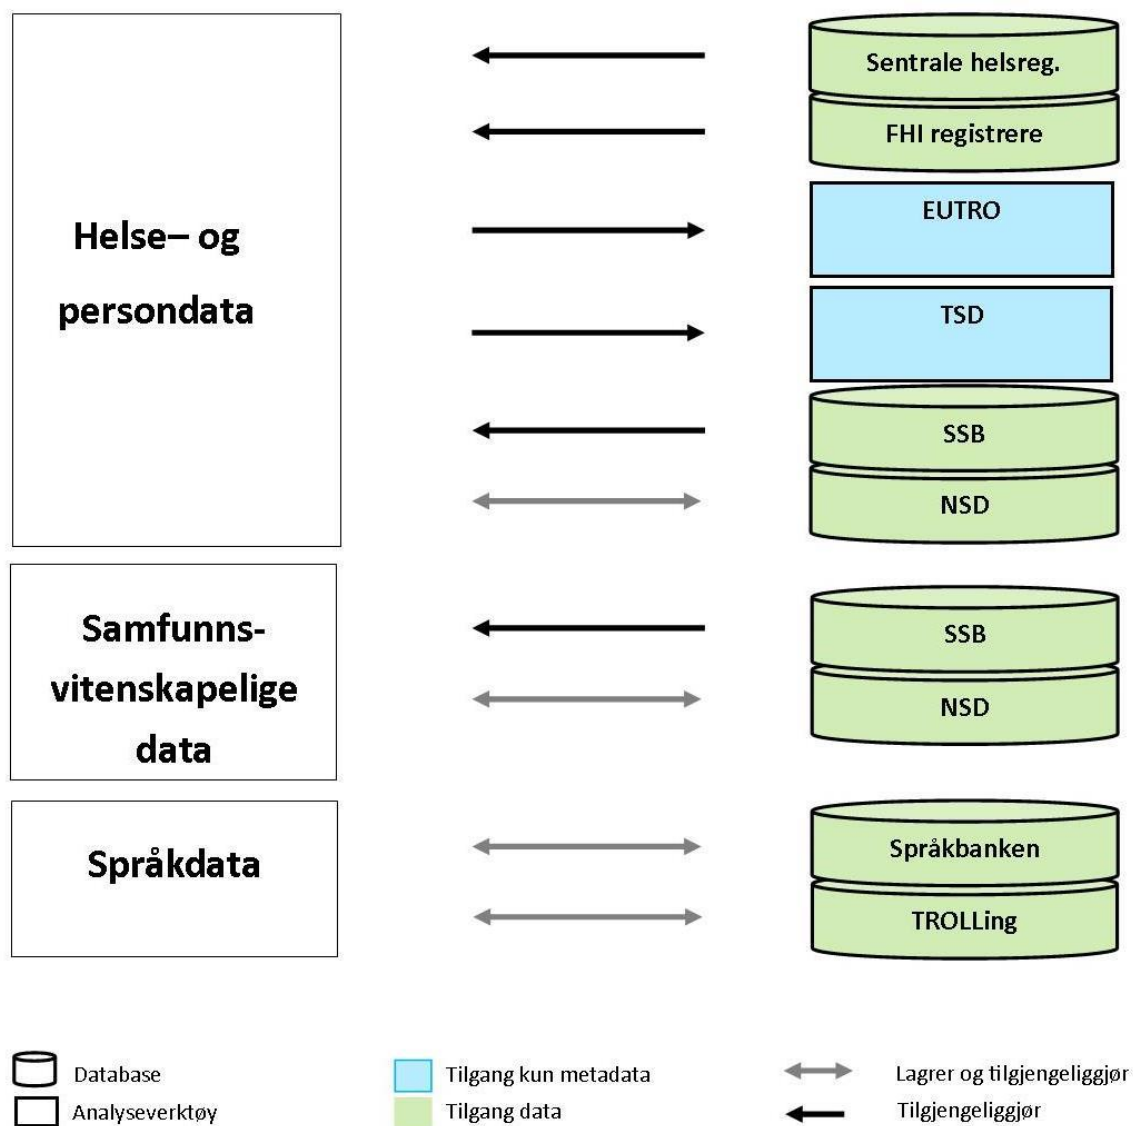 Sentrale helsreg.
FHI registrere
EUTRO
Helse– og
persondata
TSD
SSB
NSD
Samfunns-
vitenskapelige
data
SSB
NSD
Språkdata
Språkbanken
TROLLing
Database
Analyseverktøy
Tilgang kun metadata
Tilgang data
Lagrer og tilgjengeliggjør
Tilgjengeliggjør